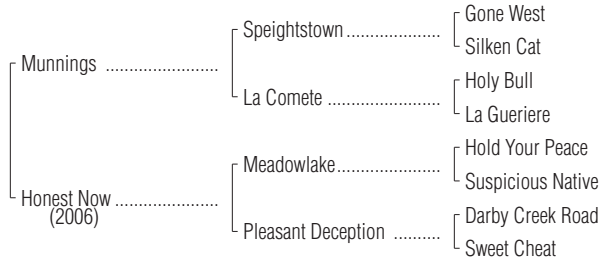 Gone West
Speightstown
Silken Cat
Munnings
Holy Bull
La Comete
La Gueriere
Hold Your Peace
Meadowlake
Suspicious Native
Honest Now
(2006)
Darby Creek Road
Pleasant Deception
Sweet Cheat